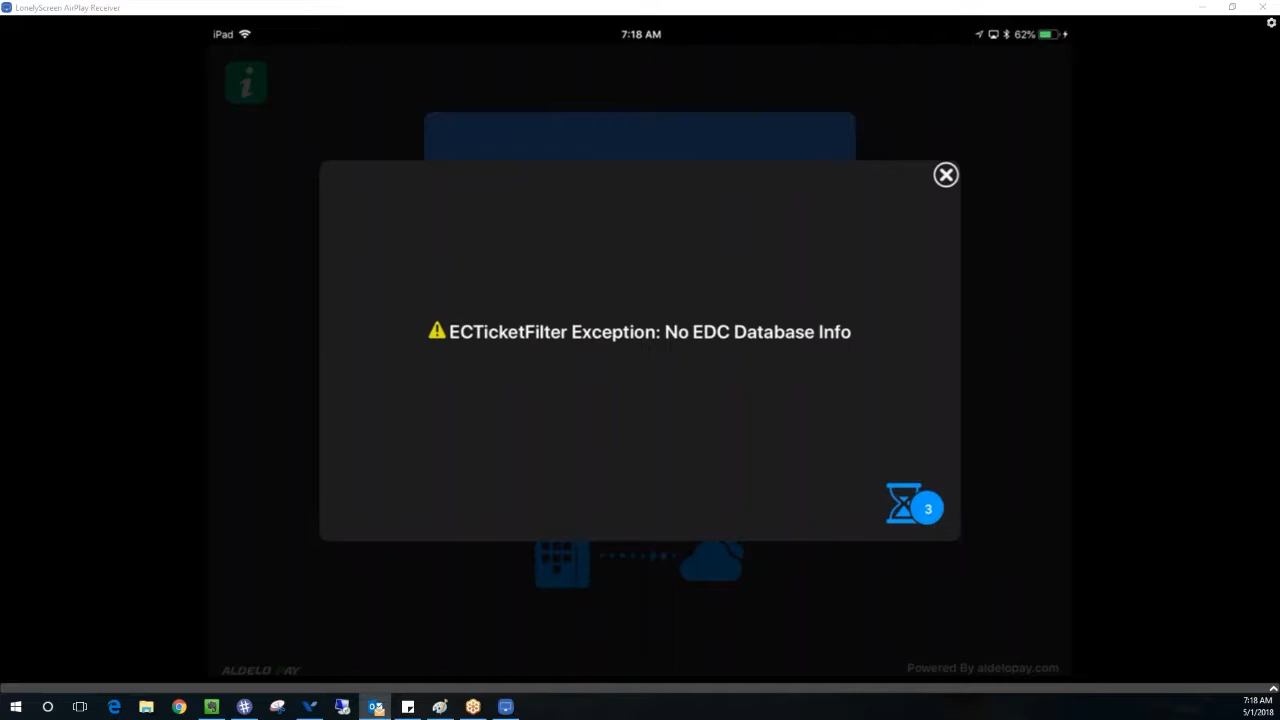 LonelyScreen AirPlay Receiver
iPad
7:18 AM
62%
i
ECTicketFilter Exception: No EDC Database Info
3
ALDELO PAY
Powered By aldelopay.com
7:18 AM
5/1/2018